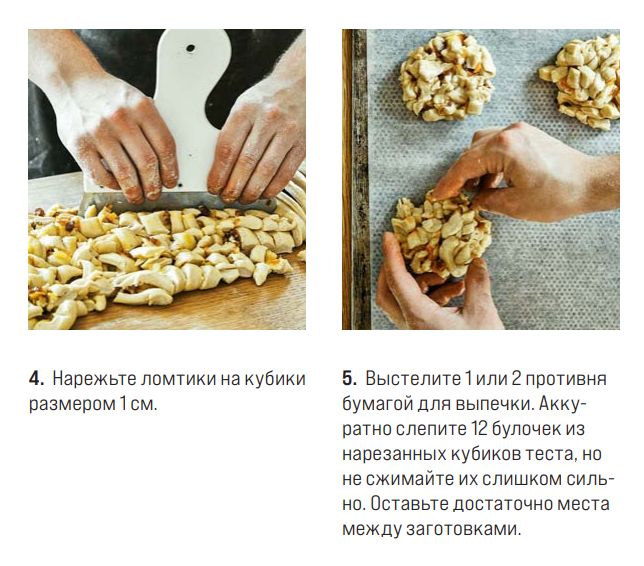 4. Нарежьте ломтики на кубики
размером 1 см.
5. Выстелите 1 или 2 противня
бумагой для выпечки. Акку-
ратно слепите 12 булочек из
нарезанных кубиков теста, но
не сжимайте их слишком силь-
но. Оставьте достаточно места
между заготовками.